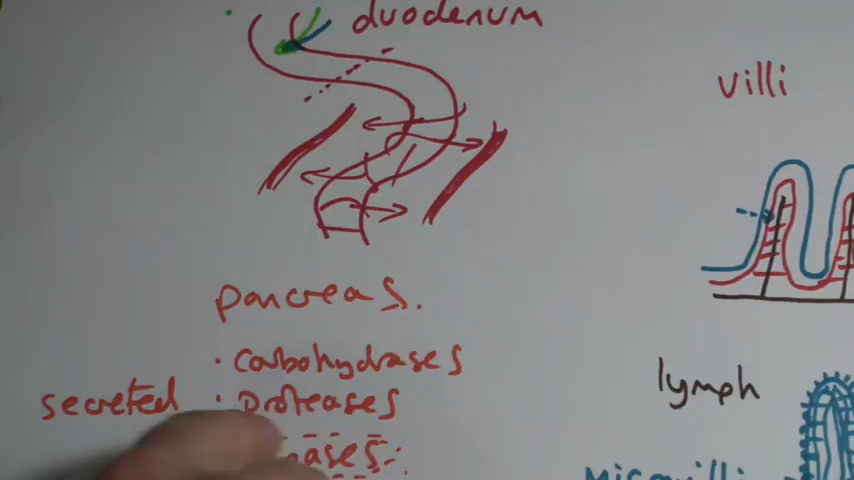 duodenum
villi
pancreas.
· carbohydrases
secreted · proteases
lymph